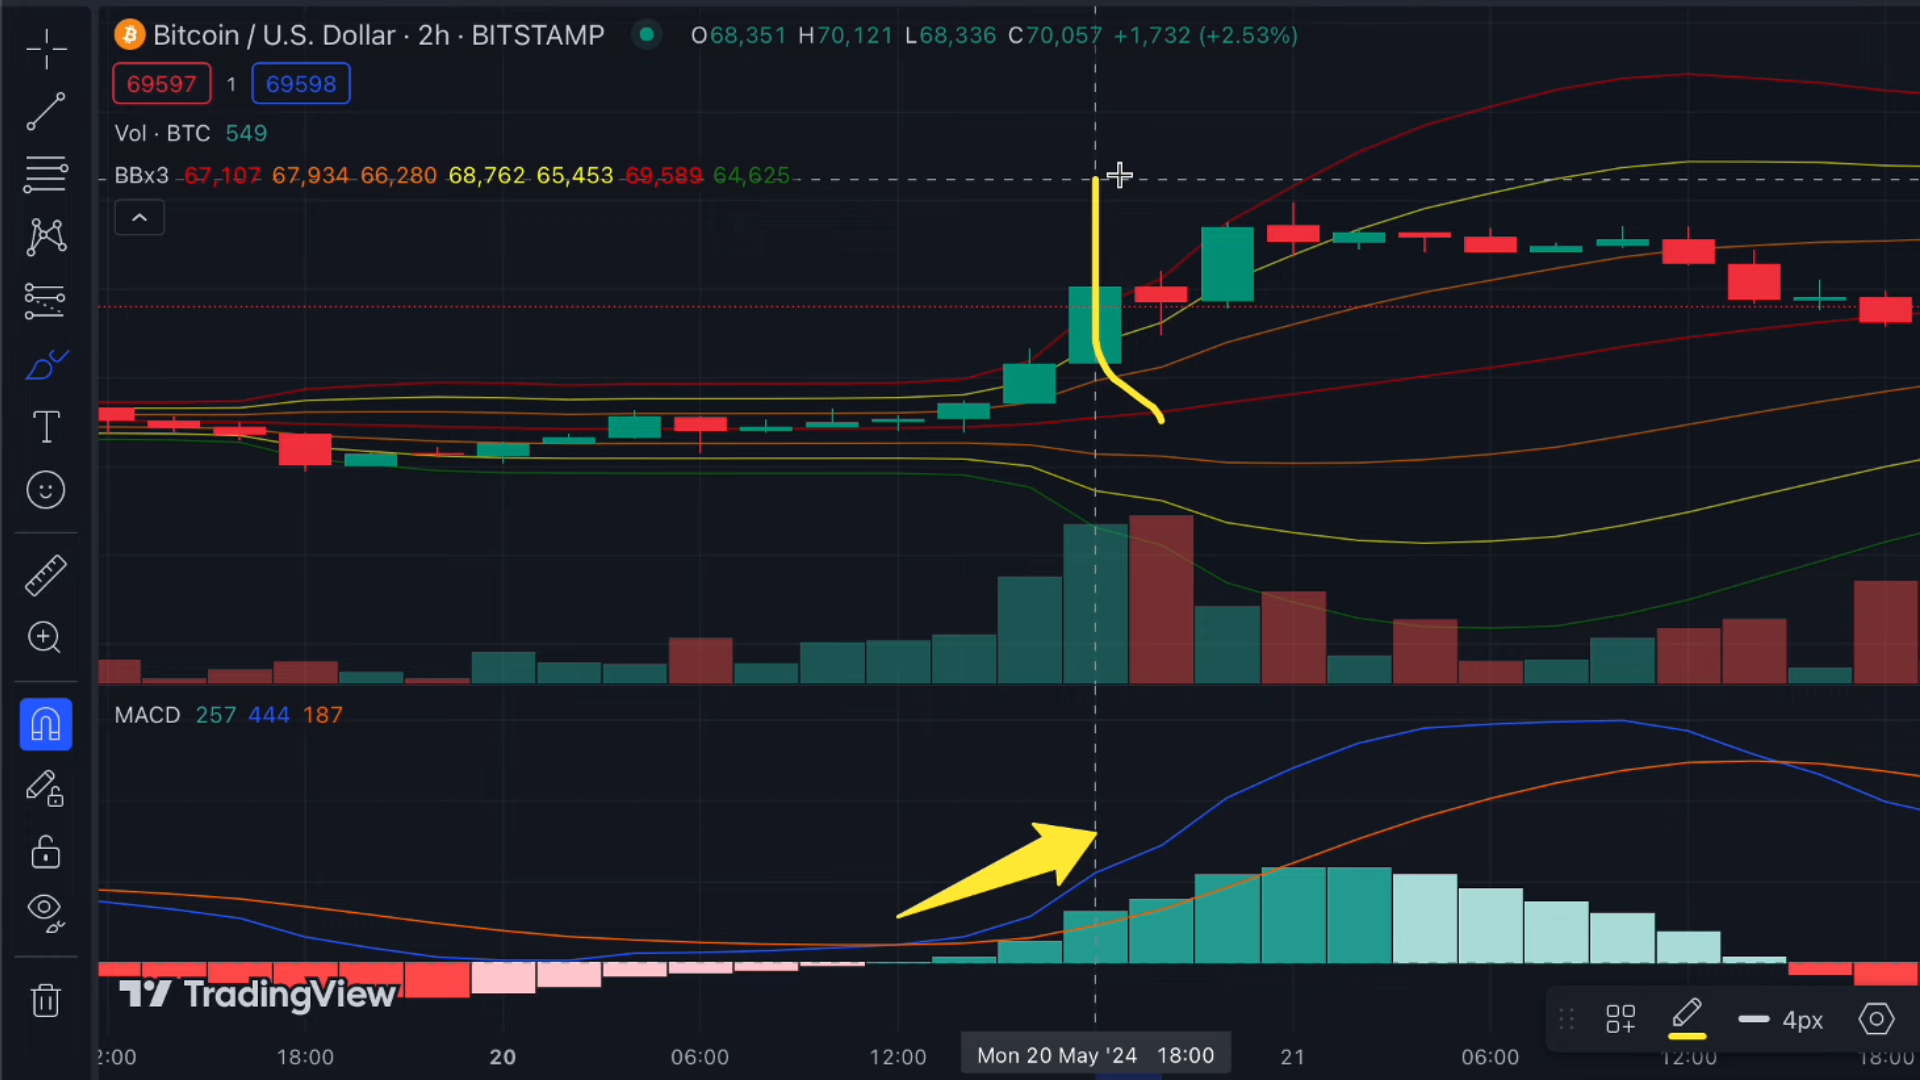 Bitcoin / U.S. Dollar · 2h · BITSTAMP O68,351 H70,121 L68,336 C70,057 +1,732 (+2.53%)
69597 1 69598
Vol · BTC 549
BBx3 67,107 67,934 66,280 68,762 65,453 69,589 64,625
MACD 257 444 187
TradingView
4px
2:00 18:00 20 06:00 12:00 Mon 20 May '24 18:00 21 06:00 12:00 18:00